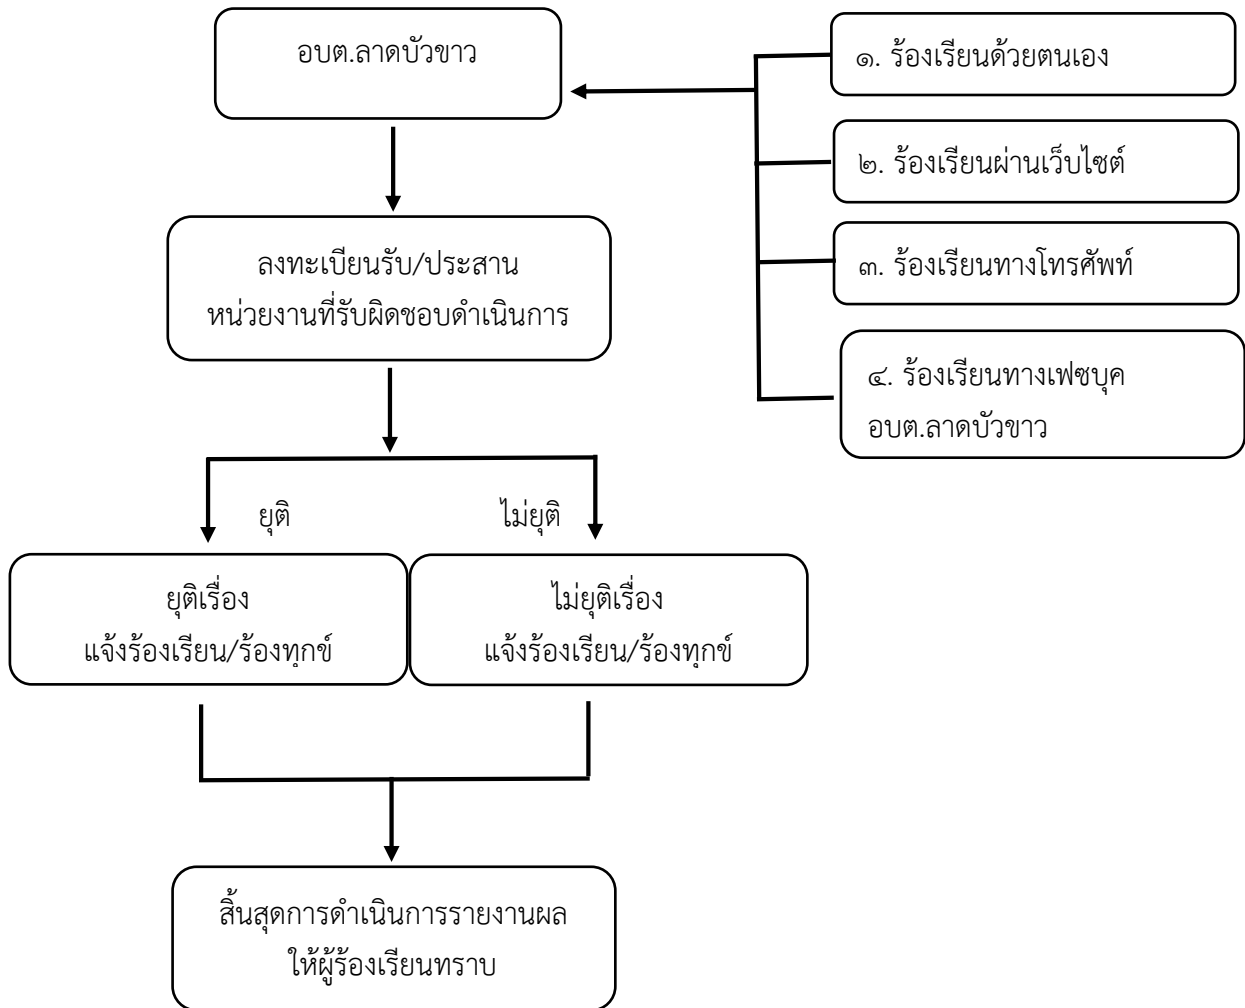 อบต.ลาดบัวขาว
๑. ร้องเรียนด้วยตนเอง
๒. ร้องเรียนผ่านเว็บไซต์
๓. ร้องเรียนทางโทรศัพท์
๔. ร้องเรียนทางเฟซบุค
อบต.ลาดบัวขาว
ลงทะเบียนรับ/ประสาน
หน่วยงานที่รับผิดชอบดำเนินการ
ยุติ
ไม่ยุติ
ยุติเรื่อง
แจ้งร้องเรียน/ร้องทุกข์
ไม่ยุติเรื่อง
แจ้งร้องเรียน/ร้องทุกข์
สิ้นสุดการดำเนินการรายงานผล
ให้ผู้ร้องเรียนทราบ